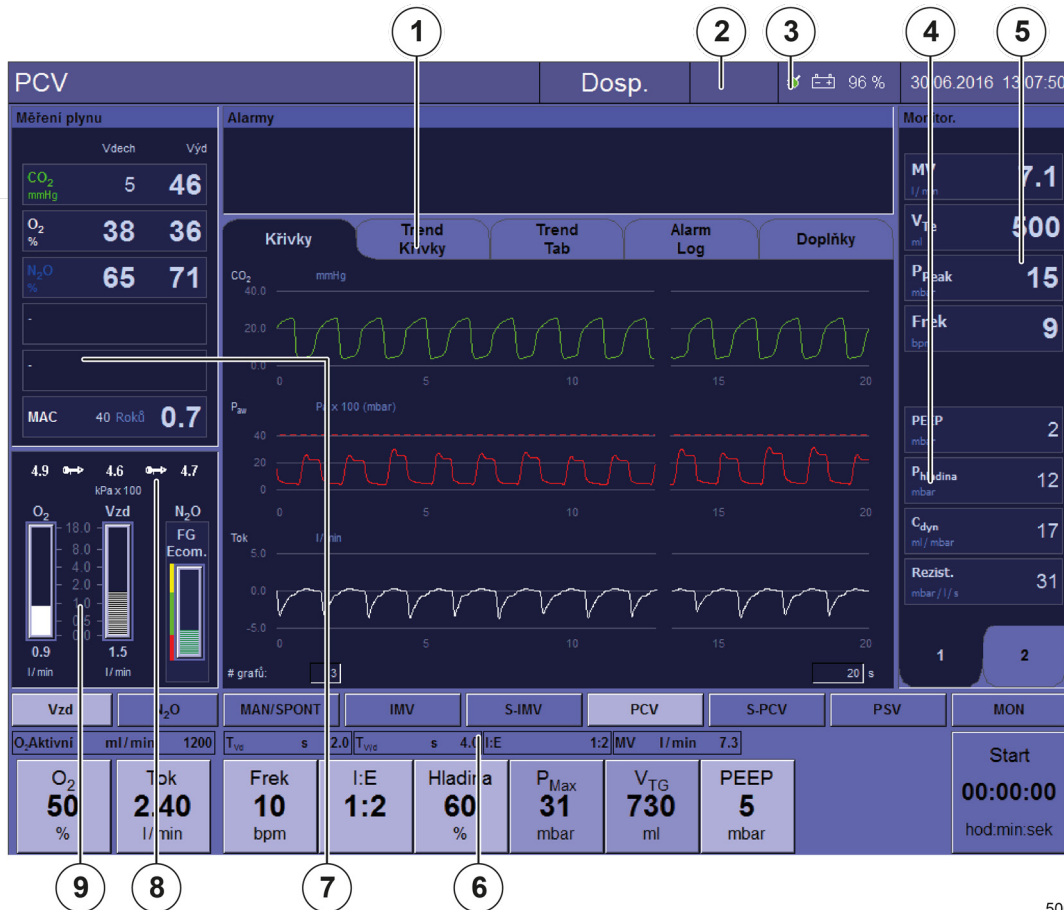 1 2 3 4 5
PCV Dosp. 96 % 30.06.2016 13:07:50
Měření plynu
Vdech Výd
CO2 5 46
mmHg
O2 38 36
%
N2O 65 71
%
-
-
MAC 40 Roků 0.7
4.9 4.6 4.7
kPa x 100
O2 Vzd N2O
FG
Ecom.
18.0
8.0
4.0
2.0
1.0
0.5
0.0
0.9 1.5
l/min l/min
Alarmy
Křivky
Trend
Křivky
Trend
Tab
Alarm
Log
Doplňky
CO2 mmHg
40.0
20.0
0.0
0 5 10 15 20
Paw Pa x 100 (mbar)
40
20
0
0 5 10 15 20
Tok l/min
5.0
0.0
-5.0
0 5 10 15 20
# grafů: 3 20 s
Monitor.
MV 7.1
l/min
VTe 500
ml
PPeak 15
mbar
Frek 9
bpm
PEEP 2
mbar
Phladina 12
mbar
Cdyn 17
ml/mbar
Rezist. 31
mbar/l/s
1 2
Vzd N2O MAN/SPONT IMV S-IMV PCV S-PCV PSV MON
O2Aktivní ml/min 1200 TVd s 2.0 TVýd s 4.0 I:E 1:2 MV l/min 7.3
O2
50
%
Tok
2.40
l/min
Frek
10
bpm
I:E
1:2
Hladina
60
%
PMax
31
mbar
VTG
730
ml
PEEP
5
mbar
Start
00:00:00
hod:min:sek
9 8 7 6